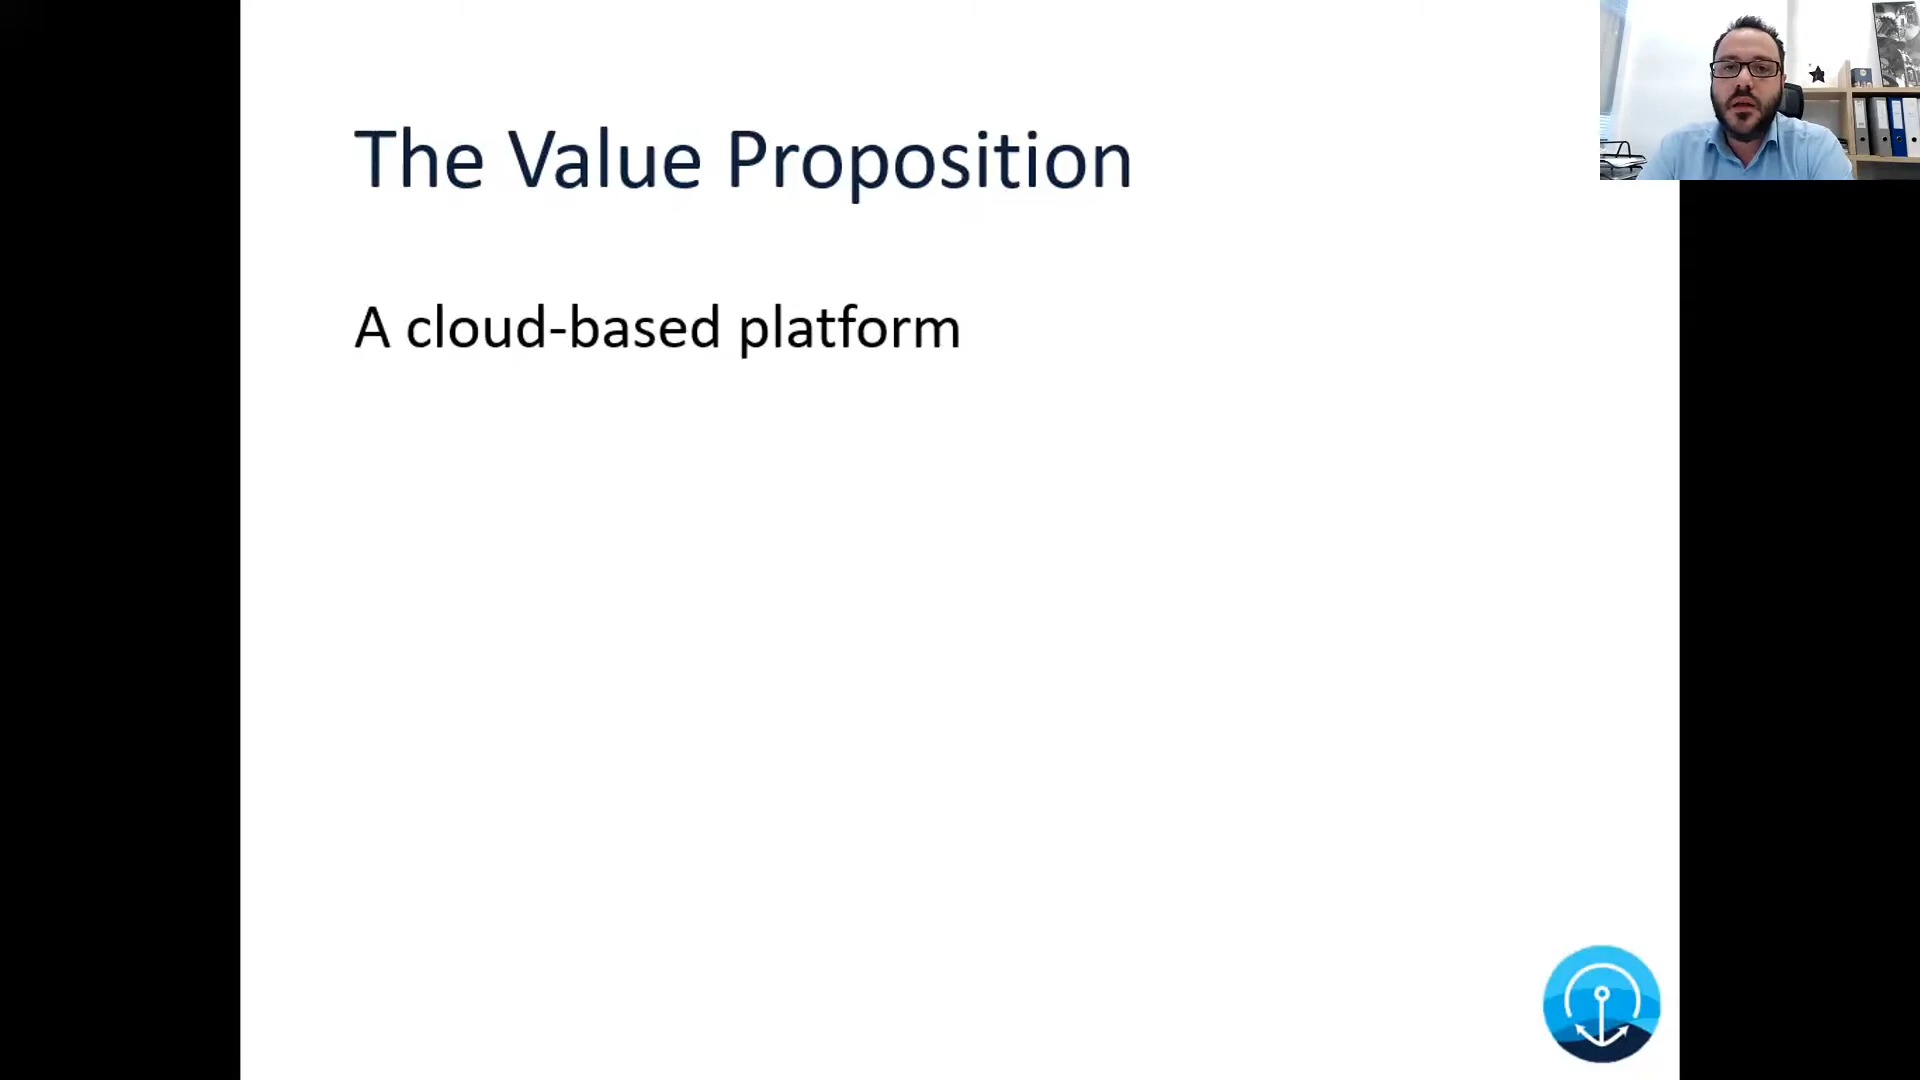 The Value Proposition
A cloud-based platform